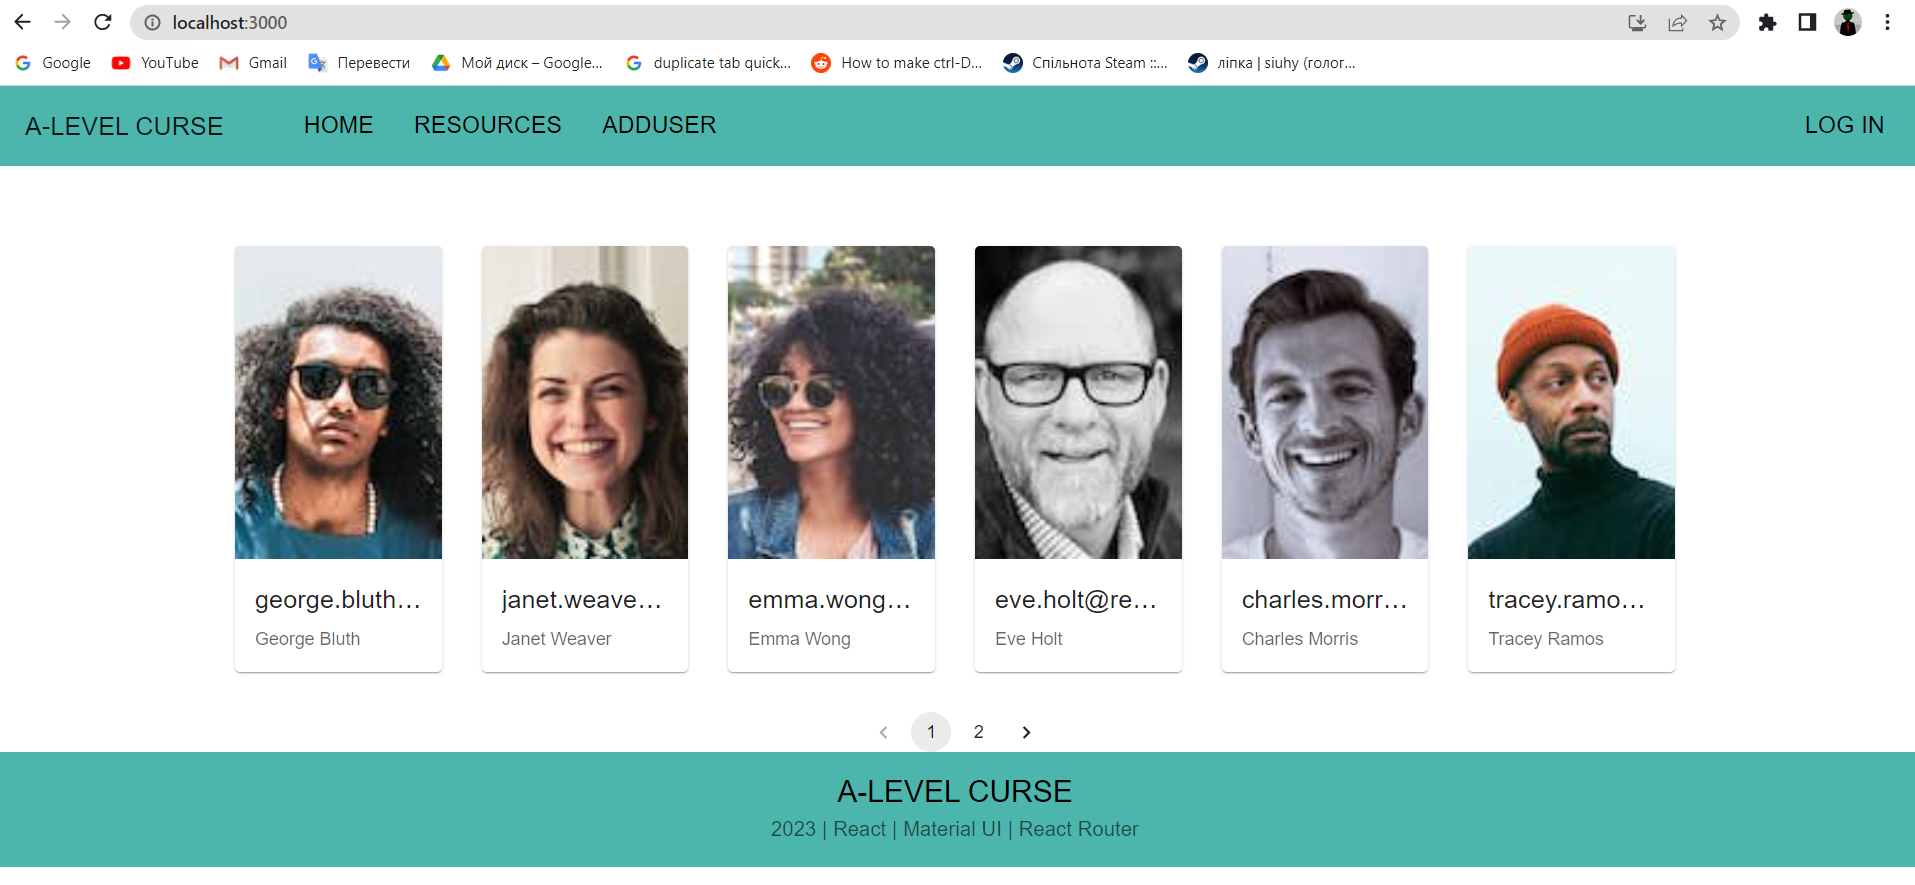 localhost:3000
Google YouTube Gmail Перевести Мой диск – Google... duplicate tab quick... How to make ctrl-D... Спільнота Steam ::... ліпка | siuhy (голог...
A-LEVEL CURSE HOME RESOURCES ADDUSER LOG IN
george.bluth... janet.weave... emma.wong... eve.holt@re... charles.morr... tracey.ramo...
George Bluth Janet Weaver Emma Wong Eve Holt Charles Morris Tracey Ramos
1 2
A-LEVEL CURSE
2023 | React | Material UI | React Router